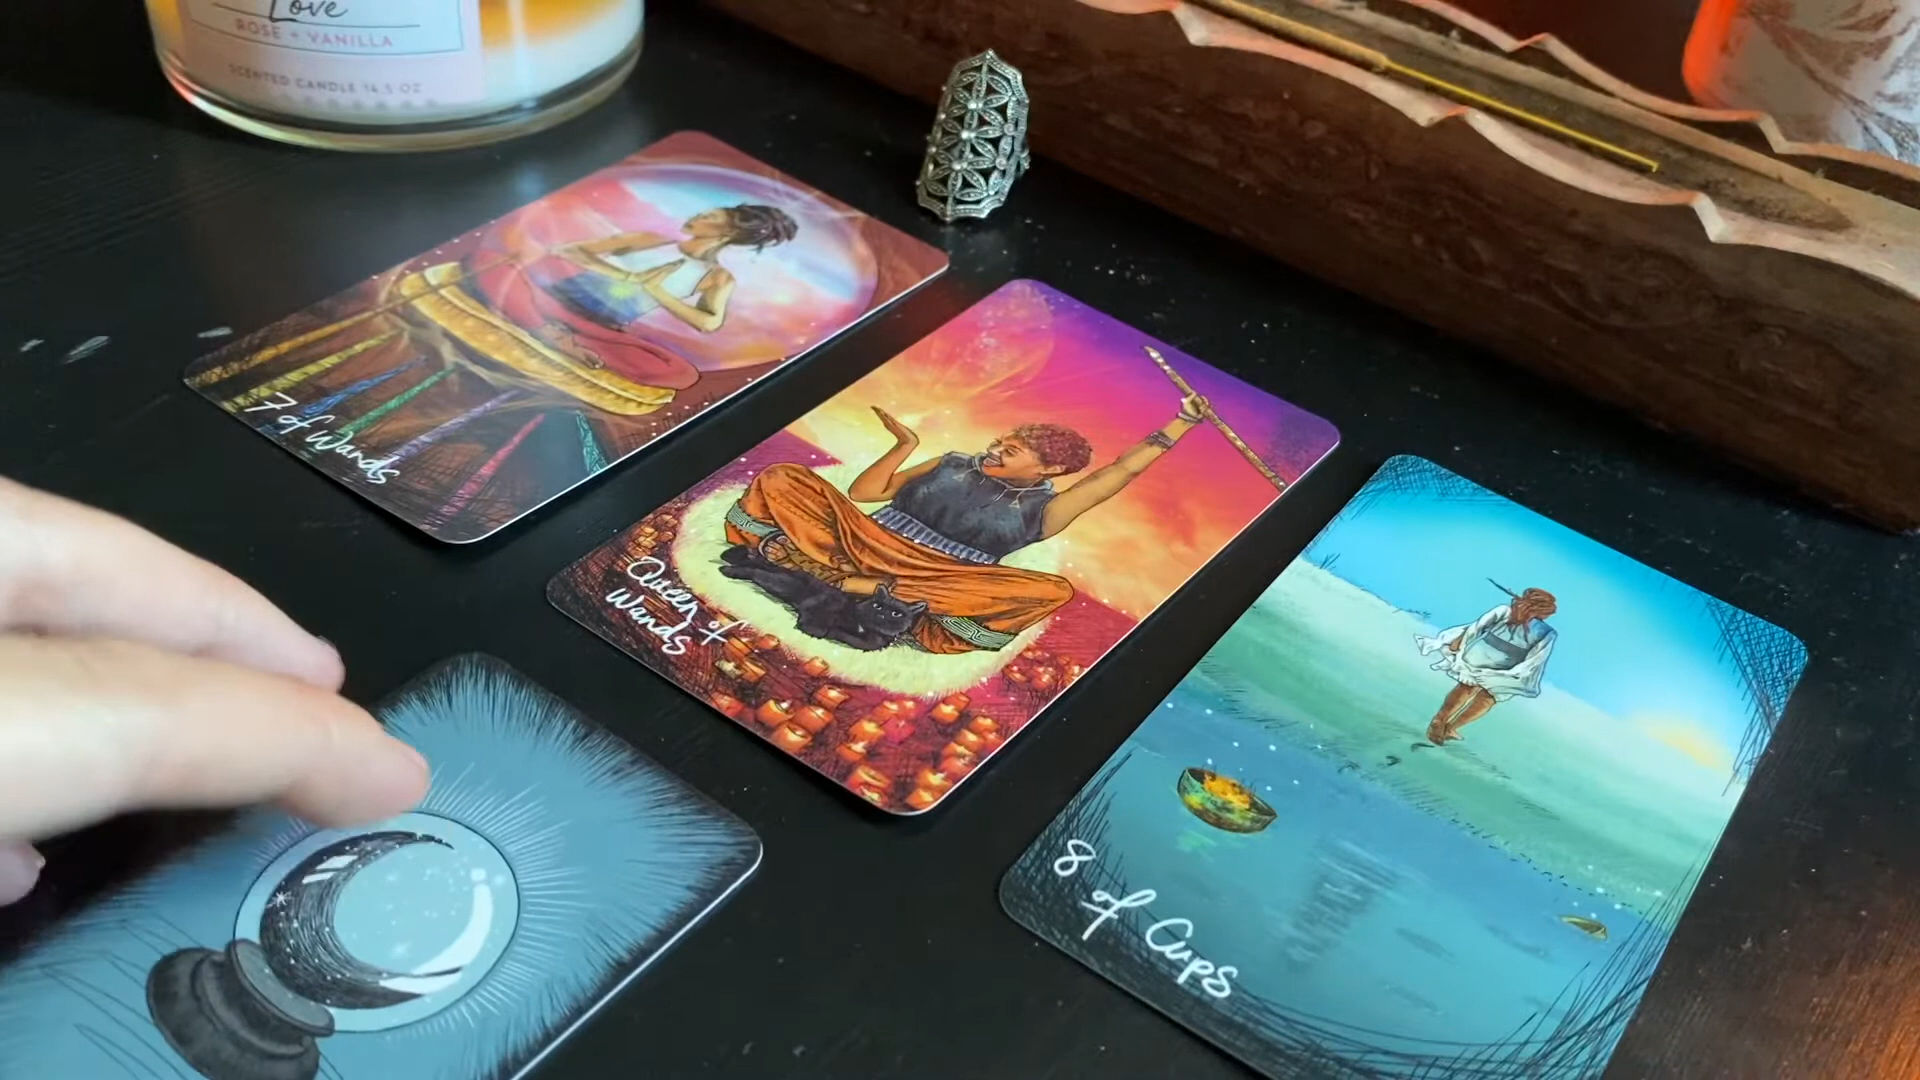 Love
ROSE + VANILLA
SCENTED CANDLE 14.5 OZ
7 of Wands
Queen of
Wands
8 of Cups